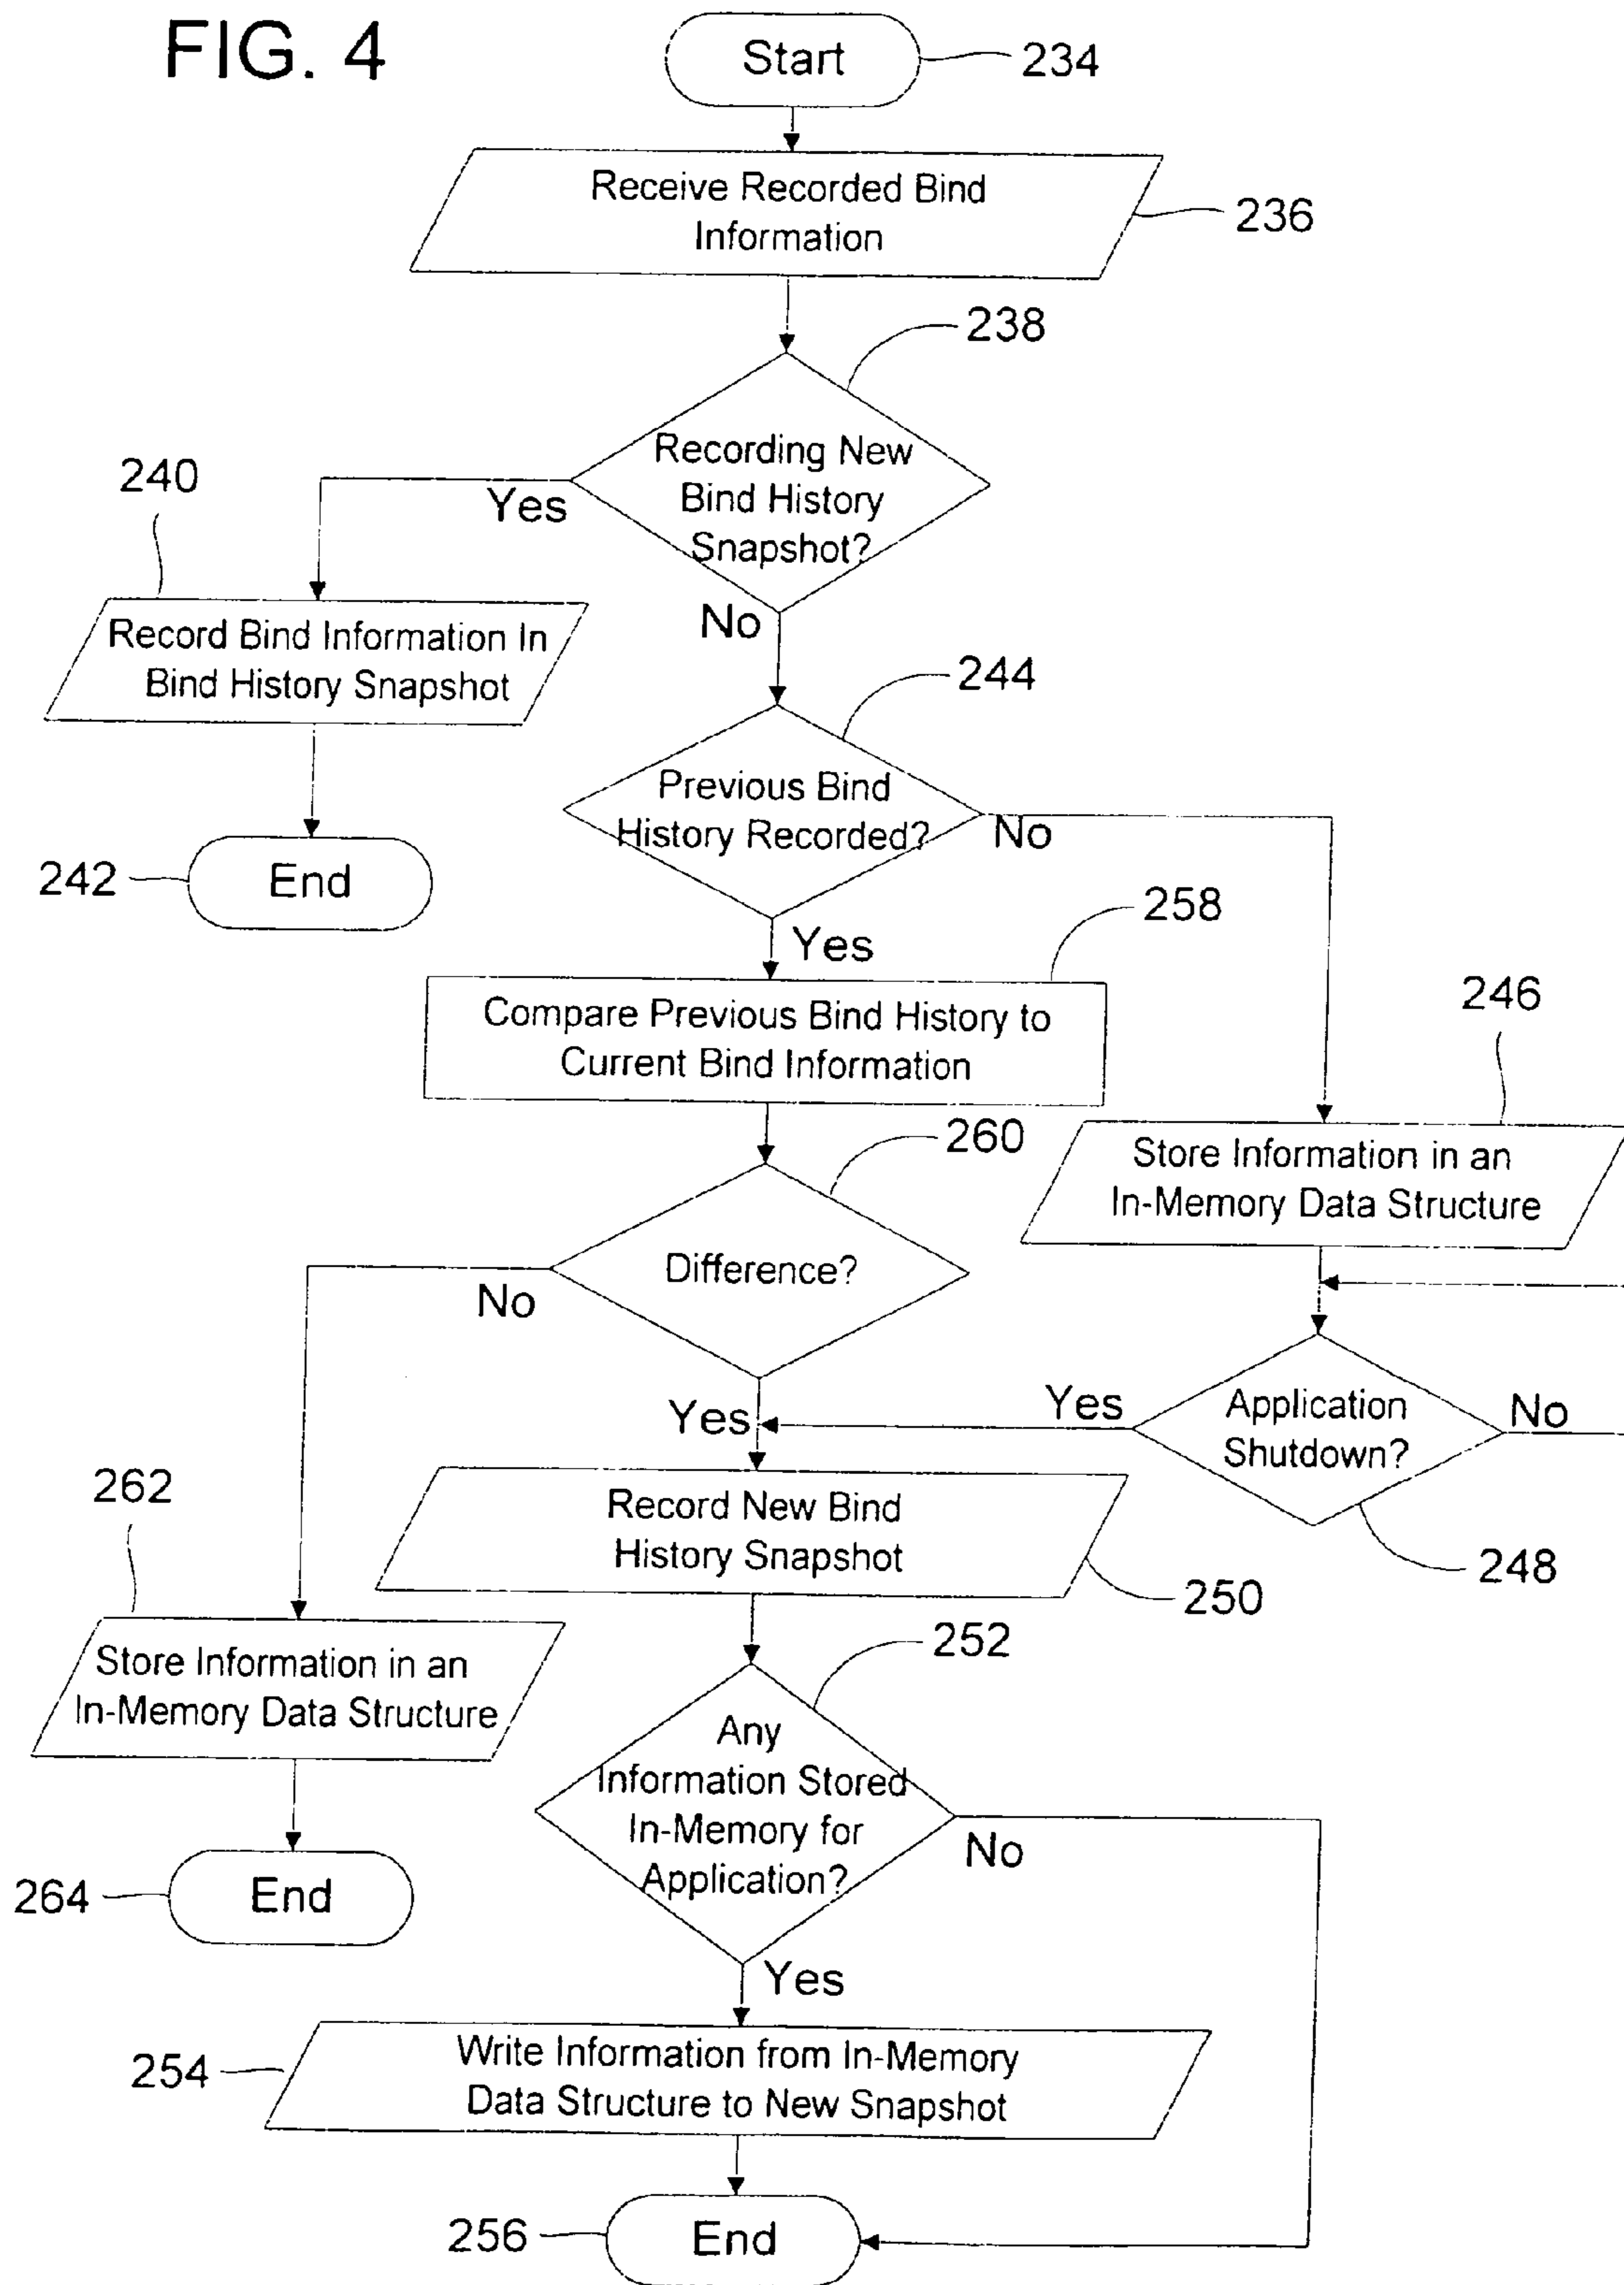 FIG. 4
Start
234
Receive Recorded Bind
Information
236
238
Recording New
Bind History
Snapshot?
Yes
No
240
Record Bind Information In
Bind History Snapshot
242
End
244
Previous Bind
History Recorded?
No
Yes
258
Compare Previous Bind History to
Current Bind Information
246
Store Information in an
In-Memory Data Structure
260
Difference?
No
Yes
Application
Shutdown?
Yes
No
248
Record New Bind
History Snapshot
250
262
Store Information in an
In-Memory Data Structure
264
End
252
Any
Information Stored
In-Memory for
Application?
No
Yes
254
Write Information from In-Memory
Data Structure to New Snapshot
256
End